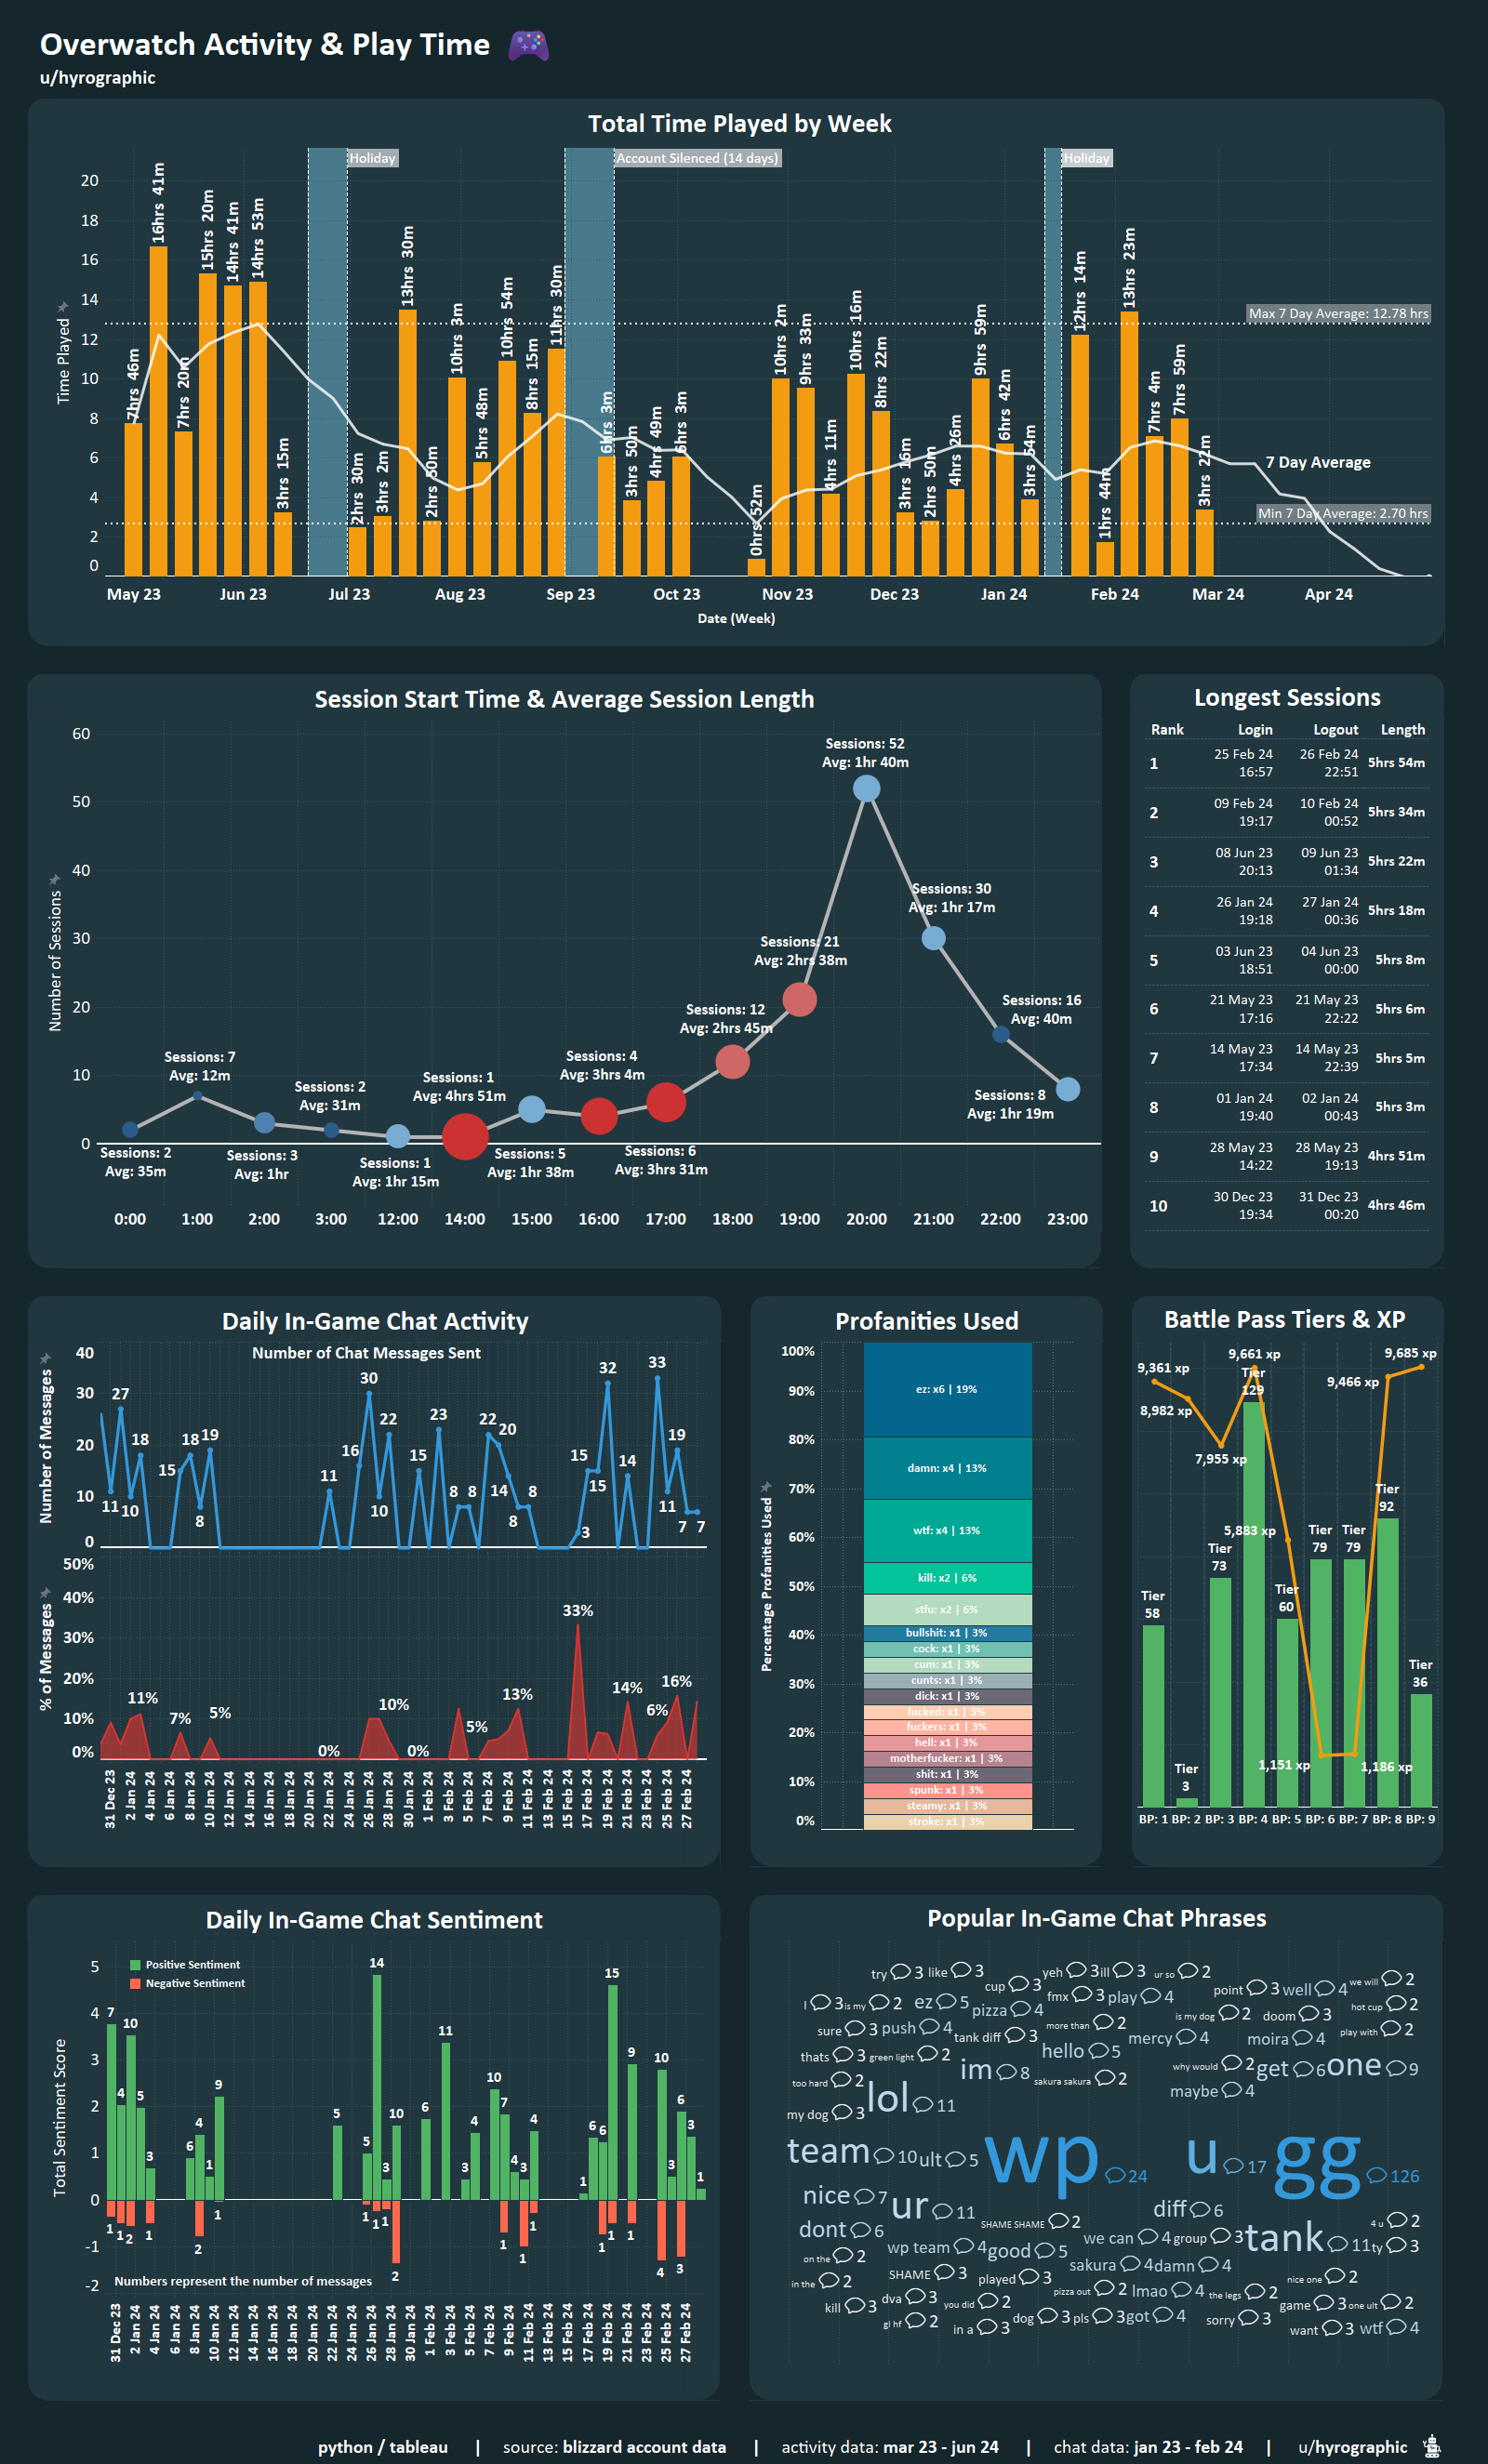 Overwatch Activity & Play Time
u/hyrographic
Total Time Played by Week
Holiday
Account Silenced (14 days)
Holiday
Time Played
20
18
16
14
12
10
8
6
4
2
0
7hrs 46m
16hrs 41m
7hrs 20m
15hrs 20m
14hrs 41m
14hrs 53m
3hrs 15m
2hrs 30m
3hrs 2m
13hrs 30m
2hrs 50m
10hrs 3m
5hrs 48m
10hrs 54m
8hrs 15m
11hrs 30m
6hrs 3m
3hrs 50m
4hrs 49m
6hrs 3m
0hrs 52m
10hrs 2m
9hrs 33m
4hrs 11m
10hrs 16m
8hrs 22m
3hrs 16m
2hrs 50m
4hrs 26m
9hrs 59m
6hrs 42m
3hrs 54m
12hrs 14m
1hrs 44m
13hrs 23m
7hrs 4m
7hrs 59m
3hrs 22m
Max 7 Day Average: 12.78 hrs
7 Day Average
Min 7 Day Average: 2.70 hrs
May 23 Jun 23 Jul 23 Aug 23 Sep 23 Oct 23 Nov 23 Dec 23 Jan 24 Feb 24 Mar 24 Apr 24
Date (Week)
Session Start Time & Average Session Length
Number of Sessions
60
50
40
30
20
10
0
Sessions: 2
Avg: 35m
Sessions: 7
Avg: 12m
Sessions: 3
Avg: 1hr
Sessions: 2
Avg: 31m
Sessions: 1
Avg: 1hr 15m
Sessions: 1
Avg: 4hrs 51m
Sessions: 5
Avg: 1hr 38m
Sessions: 4
Avg: 3hrs 4m
Sessions: 6
Avg: 3hrs 31m
Sessions: 12
Avg: 2hrs 45m
Sessions: 21
Avg: 2hrs 38m
Sessions: 52
Avg: 1hr 40m
Sessions: 30
Avg: 1hr 17m
Sessions: 16
Avg: 40m
Sessions: 8
Avg: 1hr 19m
0:00 1:00 2:00 3:00 12:00 14:00 15:00 16:00 17:00 18:00 19:00 20:00 21:00 22:00 23:00
Longest Sessions
Rank Login Logout Length
25 Feb 24 26 Feb 24
1 16:57 22:51 5hrs 54m
09 Feb 24 10 Feb 24
2 19:17 00:52 5hrs 34m
08 Jun 23 09 Jun 23
3 20:13 01:34 5hrs 22m
26 Jan 24 27 Jan 24
4 19:18 00:36 5hrs 18m
03 Jun 23 04 Jun 23
5 18:51 00:00 5hrs 8m
21 May 23 21 May 23
6 17:16 22:22 5hrs 6m
14 May 23 14 May 23
7 17:34 22:39 5hrs 5m
01 Jan 24 02 Jan 24
8 19:40 00:43 5hrs 3m
28 May 23 28 May 23
9 14:22 19:13 4hrs 51m
30 Dec 23 31 Dec 23
10 19:34 00:20 4hrs 46m
Daily In-Game Chat Activity
Number of Chat Messages Sent
Number of Messages
40
30
20
10
0
11 27 10 18 15 18 8 19 11 16 30 10 22 15 23 8 8 22 20 14 8 8 3 15 15 32 14 33 11 19 7 7
% of Messages
50%
40%
30%
20%
10%
0%
11% 7% 5% 0% 10% 0% 5% 13% 33% 14% 6% 16%
31 Dec 23 2 Jan 24 4 Jan 24 6 Jan 24 8 Jan 24 10 Jan 24 12 Jan 24 14 Jan 24 16 Jan 24 18 Jan 24 20 Jan 24 22 Jan 24 24 Jan 24 26 Jan 24 28 Jan 24 30 Jan 24 1 Feb 24 3 Feb 24 5 Feb 24 7 Feb 24 9 Feb 24 11 Feb 24 13 Feb 24 15 Feb 24 17 Feb 24 19 Feb 24 21 Feb 24 23 Feb 24 25 Feb 24 27 Feb 24
Profanities Used
Percentage Profanities Used
100%
90%
80%
70%
60%
50%
40%
30%
20%
10%
0%
ez: x6 | 19%
damn: x4 | 13%
wtf: x4 | 13%
kill: x2 | 6%
stfu: x2 | 6%
bullshit: x1 | 3%
cock: x1 | 3%
cum: x1 | 3%
cunts: x1 | 3%
dick: x1 | 3%
fucked: x1 | 3%
fuckers: x1 | 3%
hell: x1 | 3%
motherfucker: x1 | 3%
shit: x1 | 3%
spunk: x1 | 3%
steamy: x1 | 3%
stroke: x1 | 3%
Battle Pass Tiers & XP
9,361 xp
8,982 xp
7,955 xp
9,661 xp
5,883 xp
1,151 xp
1,186 xp
9,466 xp
9,685 xp
Tier
58
Tier
3
Tier
73
Tier
129
Tier
60
Tier
79
Tier
79
Tier
92
Tier
36
BP: 1 BP: 2 BP: 3 BP: 4 BP: 5 BP: 6 BP: 7 BP: 8 BP: 9
Daily In-Game Chat Sentiment
Positive Sentiment
Negative Sentiment
Total Sentiment Score
5
4
3
2
1
0
-1
-2
7 4 10 5 3 6 4 1 9 5 5 14 3 10 6 11 3 4 10 7 4 3 4 1 6 6 15 9 10 3 6 3 1
1 1 2 1 2 1 1 1 1 2 1 1 1 1 1 1 4 3
Numbers represent the number of messages
31 Dec 23 2 Jan 24 4 Jan 24 6 Jan 24 8 Jan 24 10 Jan 24 12 Jan 24 14 Jan 24 16 Jan 24 18 Jan 24 20 Jan 24 22 Jan 24 24 Jan 24 26 Jan 24 28 Jan 24 30 Jan 24 1 Feb 24 3 Feb 24 5 Feb 24 7 Feb 24 9 Feb 24 11 Feb 24 13 Feb 24 15 Feb 24 17 Feb 24 19 Feb 24 21 Feb 24 23 Feb 24 25 Feb 24 27 Feb 24
Popular In-Game Chat Phrases
try 3 like 3 cup 3 yeh 3 ill 3 ur so 2 point 3 well 4 we will 2
I 3 is my 2 ez 5 pizza 4 fmx 3 play 4 is my dog 2 doom 3 hot cup 2
sure 3 push 4 tank diff 3 more than 2 mercy 4 moira 4 play with 2
thats 3 green light 2 im 8 hello 5 why would 2 get 6 one 9
too hard 2 lol 11 sakura sakura 2 maybe 4
my dog 3
team 10 ult 5 wp 24 u 17 gg 126
nice 7 ur 11 diff 6
dont 6 SHAME SHAME 2 we can 4 group 3 tank 11 4 u 2
on the 2 wp team 4 good 5 sakura 4 damn 4 ty 3
in the 2 SHAME 3 played 3 pizza out 2 lmao 4 the legs 2 nice one 2
kill 3 dva 3 you did 2 dog 3 pls 3 got 4 sorry 3 game 3 one ult 2
gl hf 2 in a 3 want 3 wtf 4
python / tableau | source: blizzard account data | activity data: mar 23 - jun 24 | chat data: jan 23 - feb 24 | u/hyrographic